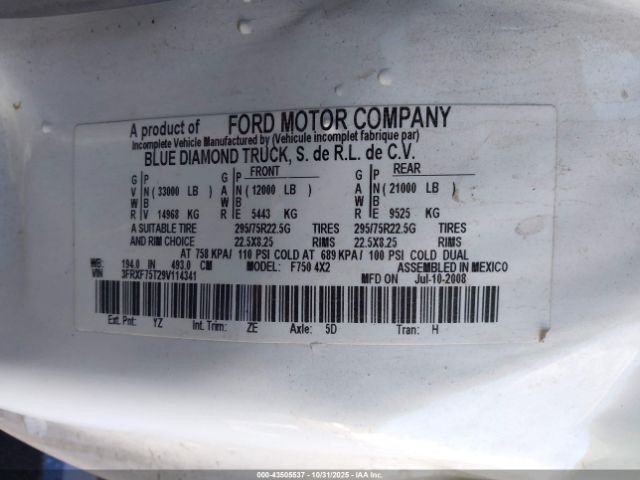 A product of FORD MOTOR COMPANY
Incomplete Vehicle Manufactured by (Vehicule incomplet fabrique par)
BLUE DIAMOND TRUCK, S. de R.L. de C.V.
FRONT REAR
G P G P G P
V N ( 33000 LB ) A N ( 12000 LB ) A N ( 21000 LB )
W B W B W B
R V 14968 KG R E 5443 KG R E 9525 KG
A SUITABLE TIRE 295/75R22.5G TIRES 295/75R22.5G TIRES
AND RIM CHOICE 22.5X8.25 RIMS 22.5X8.25 RIMS
AT 758 KPA/ 110 PSI COLD AT 689 KPA/ 100 PSI COLD DUAL
WB: 194.0 IN 493.0 CM MODEL: F750 4X2 ASSEMBLED IN MEXICO
VIN 3FRXF75T29V114341 MFD ON Jul-10-2008
Ext. Pnt: YZ Int. Trim: ZE Axle: 5D Tran: H
000-43505537 - 10/31/2025 - IAAI.COM